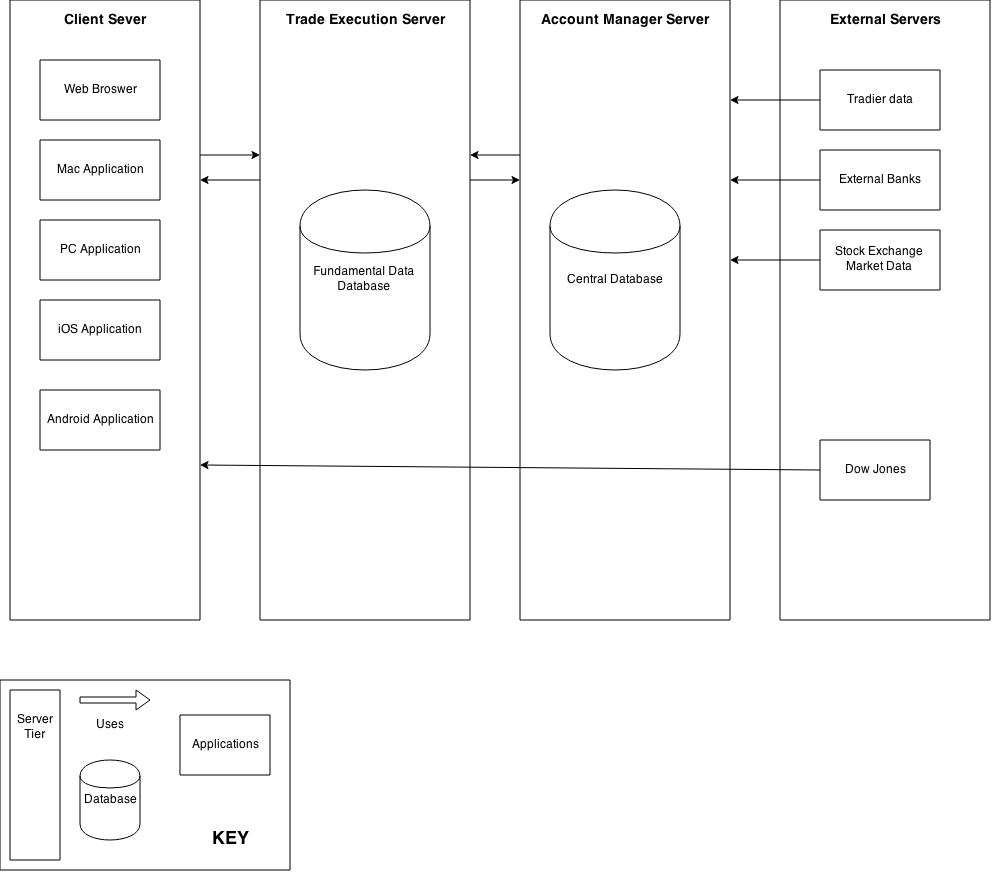 Client Sever
Trade Execution Server
Account Manager Server
External Servers
Web Broswer
Mac Application
PC Application
iOS Application
Android Application
Fundamental Data
Database
Central Database
Tradier data
External Banks
Stock Exchange
Market Data
Dow Jones
Server
Tier
Uses
Database
Applications
KEY